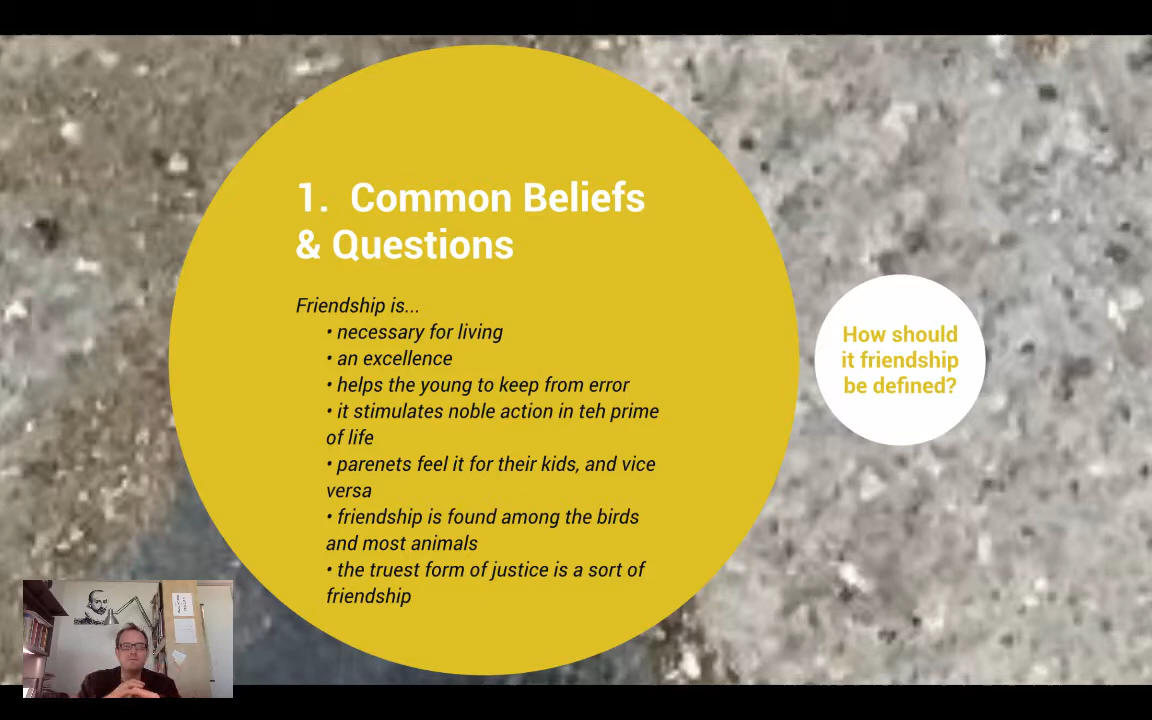 1.  Common Beliefs
& Questions
Friendship is...
• necessary for living
• an excellence
• helps the young to keep from error
• it stimulates noble action in teh prime
of life
• parenets feel it for their kids, and vice
versa
• friendship is found among the birds
and most animals
• the truest form of justice is a sort of
friendship
How should
it friendship
be defined?